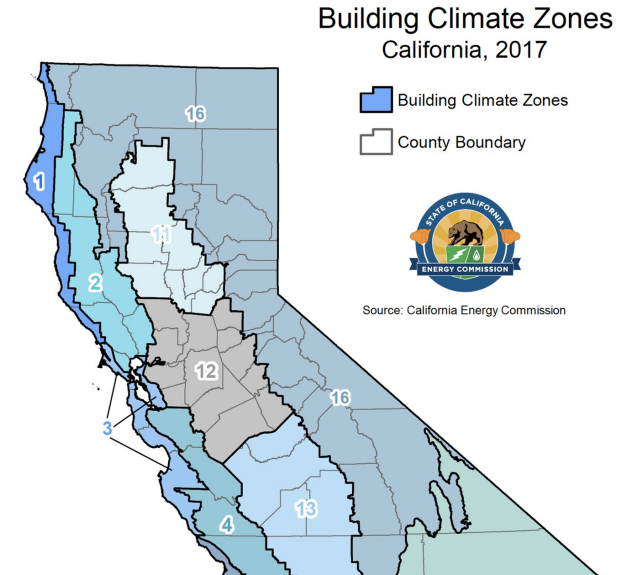 Building Climate Zones
California, 2017
Building Climate Zones
County Boundary
STATE OF CALIFORNIA
ENERGY COMMISSION
Source: California Energy Commission
16
1
11
2
12
16
3
13
4